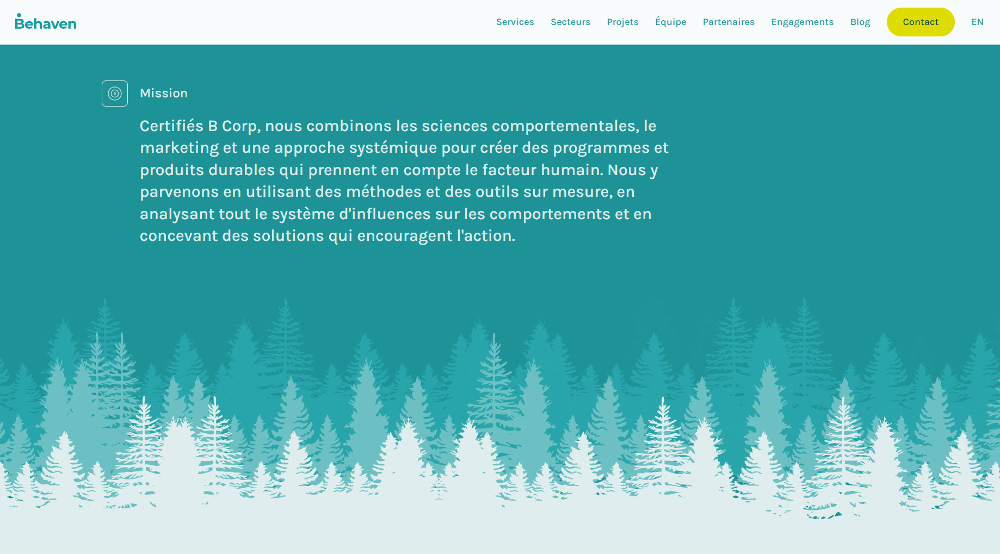 Behaven
Services Secteurs Projets Équipe Partenaires Engagements Blog Contact EN
Mission
Certifiés B Corp, nous combinons les sciences comportementales, le
marketing et une approche systémique pour créer des programmes et
produits durables qui prennent en compte le facteur humain. Nous y
parvenons en utilisant des méthodes et des outils sur mesure, en
analysant tout le système d'influences sur les comportements et en
concevant des solutions qui encouragent l'action.